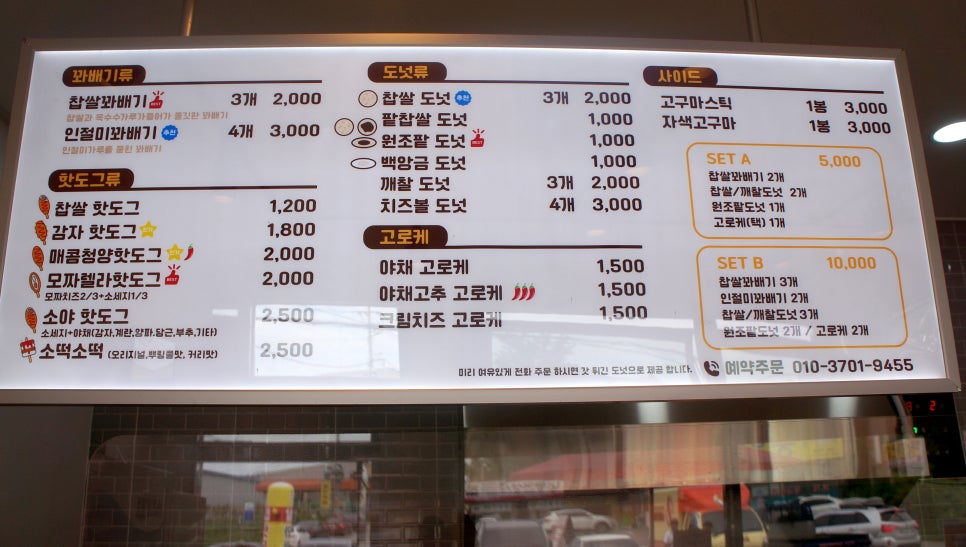 꽈배기류
찹쌀꽈배기 BEST 3개 2,000
찹쌀과 옥수수가루가들어가 쫄깃한 꽈배기
인절미꽈배기 추천 4개 3,000
인절미가루를 묻힌 꽈배기
핫도그류
찹쌀 핫도그 1,200
감자 핫도그 1,800
매콤청양핫도그 2,000
모짜렐라핫도그 BEST 2,000
모짜치즈2/3+소세지1/3
소야 핫도그 2,500
소세지+야채(감자,계란,양파,당근,부추,기타)
소떡소떡 (오리지널,뿌링클맛, 커리맛) 2,500
도넛류
찹쌀 도넛 추천 3개 2,000
팥찹쌀 도넛 1,000
원조팥 도넛 BEST 1,000
백앙금 도넛 1,000
깨찰 도넛 3개 2,000
치즈볼 도넛 4개 3,000
고로케
야채 고로케 1,500
야채고추 고로케 1,500
크림치즈 고로케 1,500
사이드
고구마스틱 1봉 3,000
자색고구마 1봉 3,000
SET A 5,000
찹쌀꽈배기 2개
찹쌀/깨찰도넛 2개
원조팥도넛 1개
고로케(택) 1개
SET B 10,000
찹쌀꽈배기 3개
인절미꽈배기 2개
찹쌀/깨찰도넛 3개
원조팥도넛 2개 / 고로케 2개
미리 여유있게 전화 주문 하시면 갓 튀긴 도넛으로 제공 합니다.
예약주문 010-3701-9455